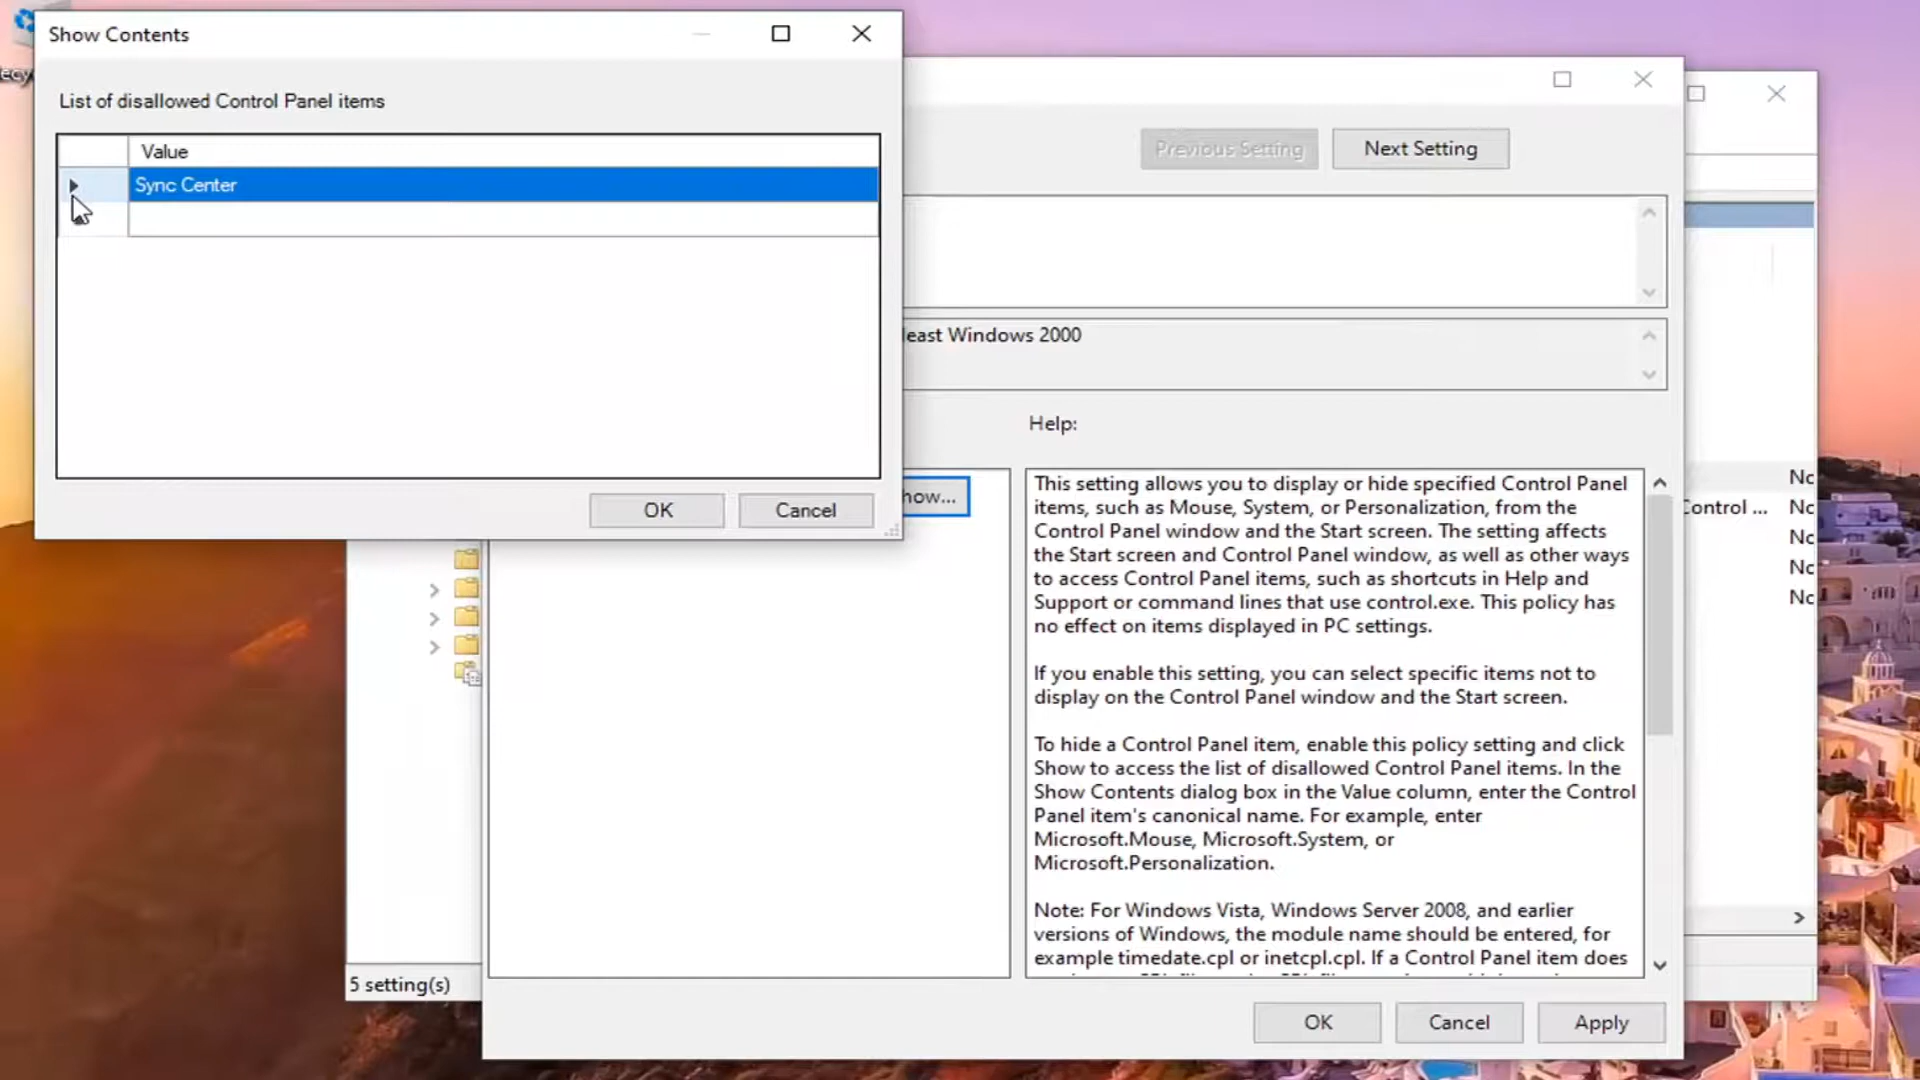 Show Contents
List of disallowed Control Panel items
Value
Sync Center
OK
Cancel
Previous Setting
Next Setting
least Windows 2000
Help:
how...
This setting allows you to display or hide specified Control Panel
items, such as Mouse, System, or Personalization, from the
Control Panel window and the Start screen. The setting affects
the Start screen and Control Panel window, as well as other ways
to access Control Panel items, such as shortcuts in Help and
Support or command lines that use control.exe. This policy has
no effect on items displayed in PC settings.
If you enable this setting, you can select specific items not to
display on the Control Panel window and the Start screen.
To hide a Control Panel item, enable this policy setting and click
Show to access the list of disallowed Control Panel items. In the
Show Contents dialog box in the Value column, enter the Control
Panel item's canonical name. For example, enter
Microsoft.Mouse, Microsoft.System, or
Microsoft.Personalization.
Note: For Windows Vista, Windows Server 2008, and earlier
versions of Windows, the module name should be entered, for
example timedate.cpl or inetcpl.cpl. If a Control Panel item does
No
Control ... No
No
No
No
5 setting(s)
OK
Cancel
Apply